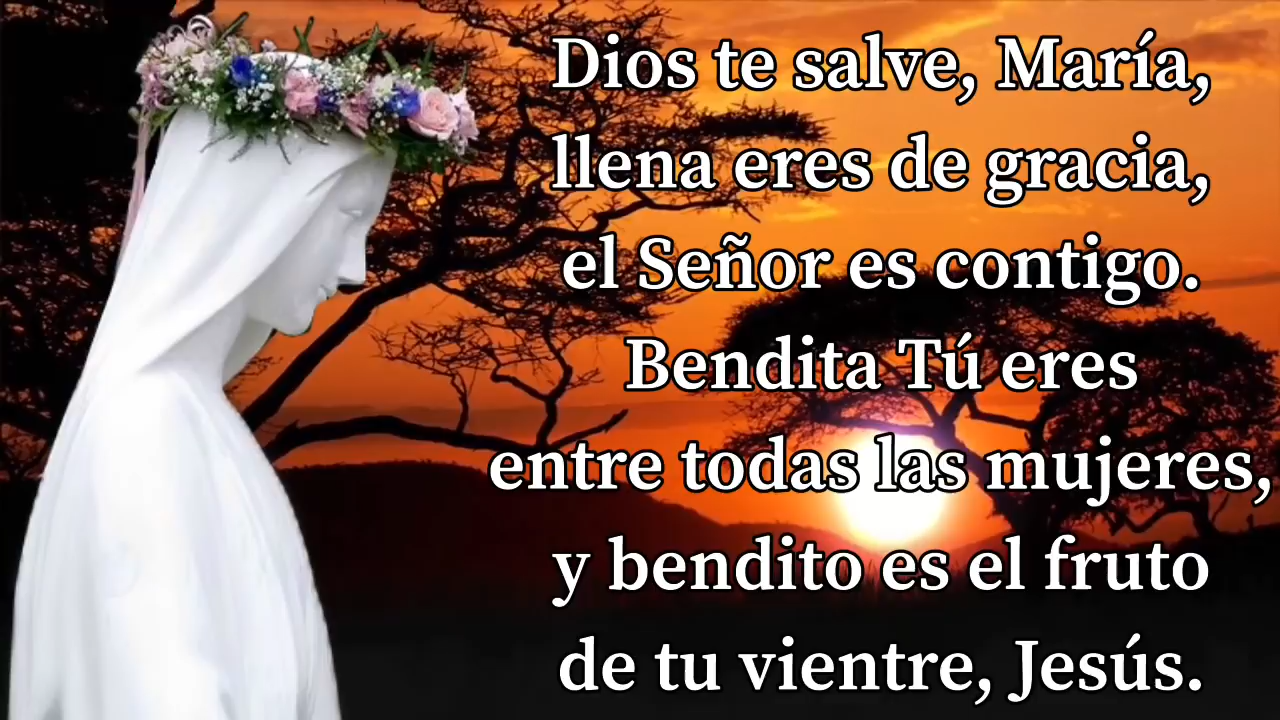 Dios te salve, María,
llena eres de gracia,
el Señor es contigo.
Bendita Tú eres
entre todas las mujeres,
y bendito es el fruto
de tu vientre, Jesús.